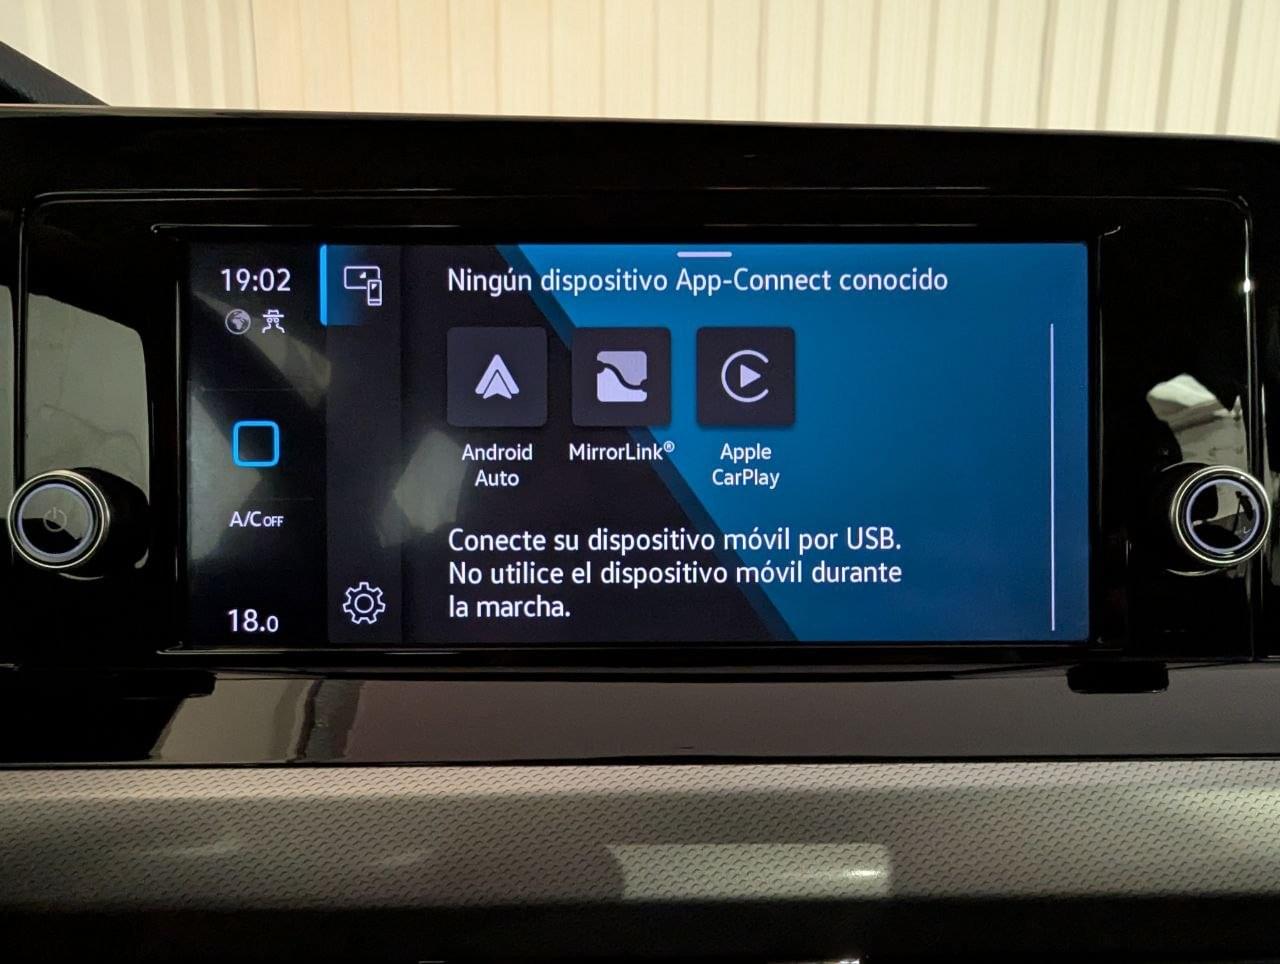 19:02
Ningún dispositivo App-Connect conocido
Android
Auto
MirrorLink®
Apple
CarPlay
A/C OFF
Conecte su dispositivo móvil por USB.
No utilice el dispositivo móvil durante
la marcha.
18.0